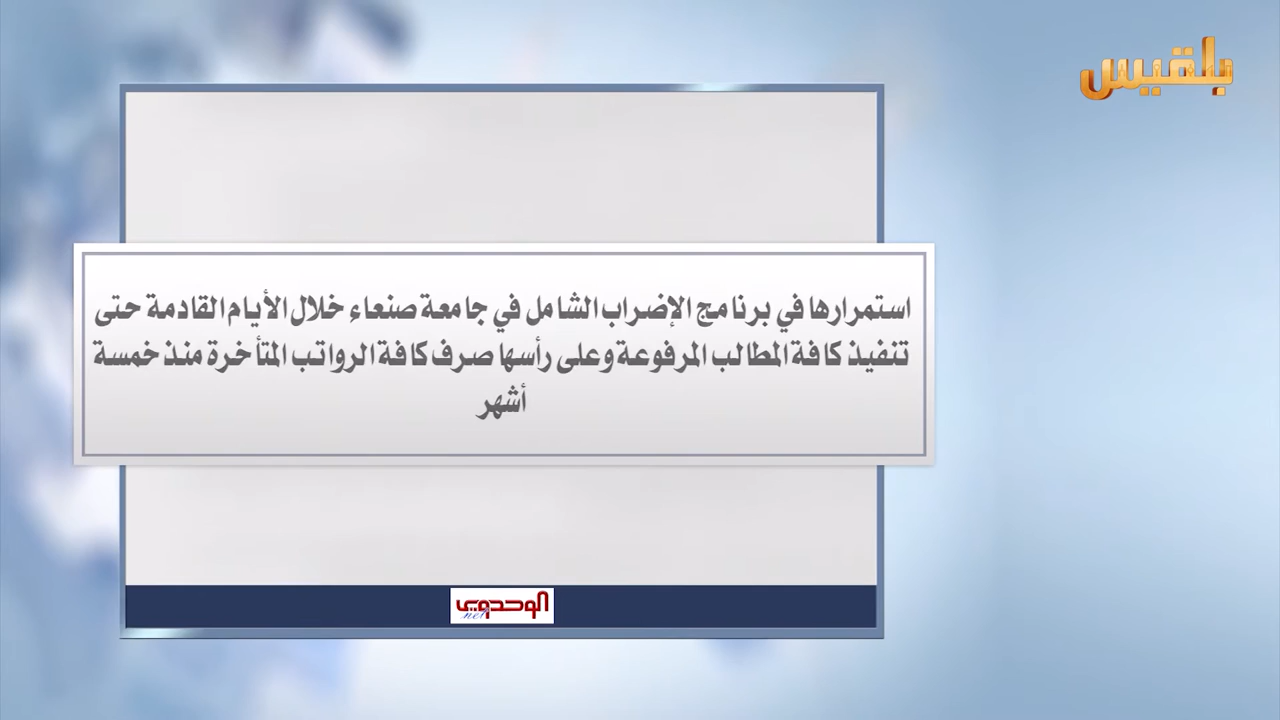 بلقيس
استمرارها في برنامج الإضراب الشامل في جامعة صنعاء خلال الأيام القادمة حتى
تنفيذ كافة المطالب المرفوعة وعلى رأسها صرف كافة الرواتب المتأخرة منذ خمسة
أشهر
الوحدوي
net